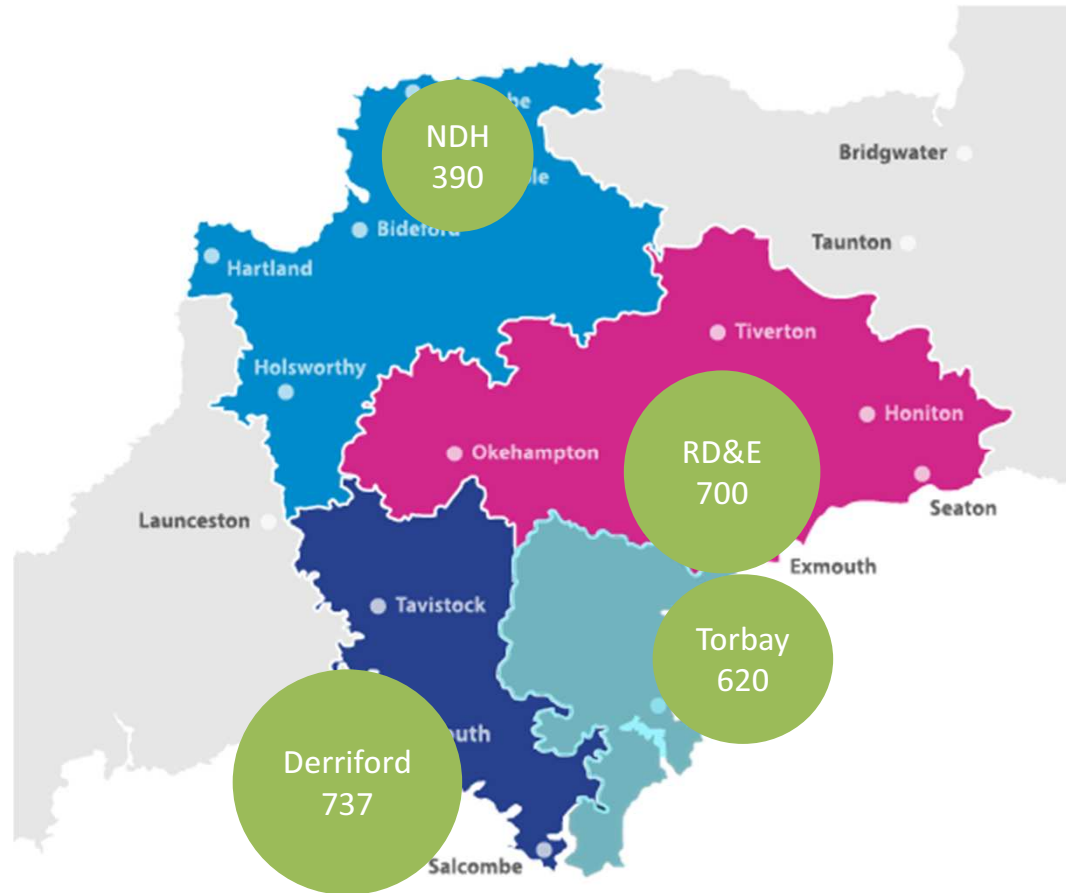 NDH
390
Bridgwater
Taunton
Bideford
Hartland
Tiverton
Holsworthy
Honiton
Okehampton
RD&E
700
Seaton
Launceston
Exmouth
Tavistock
Torbay
620
Derriford
737
Salcombe